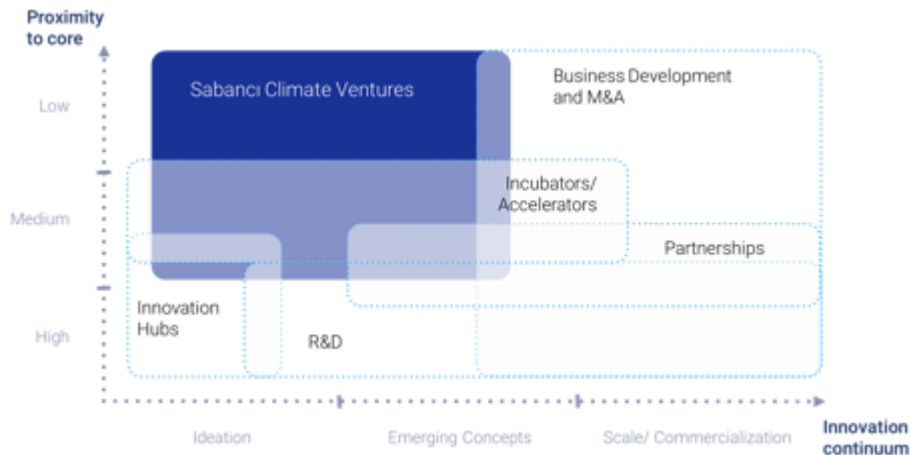 Proximity
to core
Low
Medium
High
Sabancı Climate Ventures
Business Development
and M&A
Incubators/
Accelerators
Partnerships
Innovation
Hubs
R&D
Ideation
Emerging Concepts
Scale/ Commercialization
Innovation
continuum